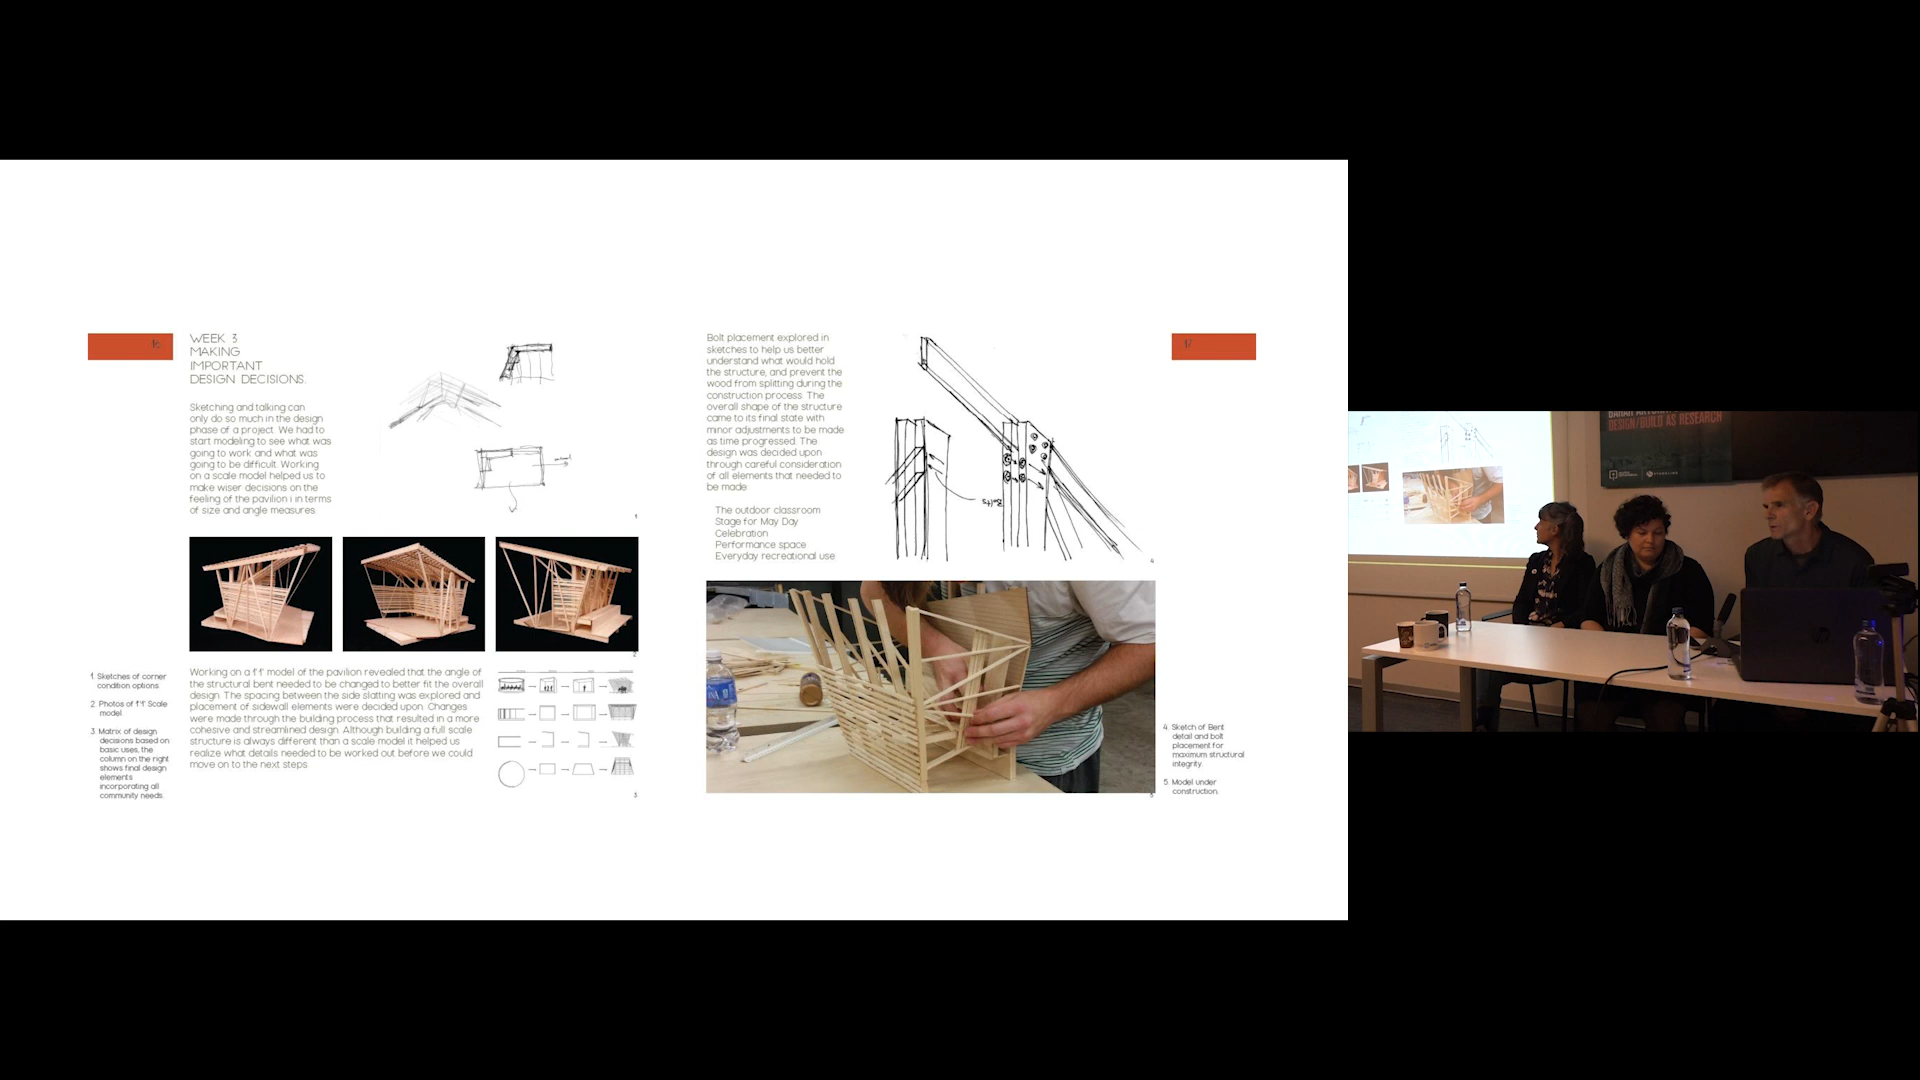 16
WEEK 3
MAKING
IMPORTANT
DESIGN DECISIONS.
Sketching and talking can
only do so much in the design
phase of a project. We had to
start modeling to see what was
going to work and what was
going to be difficult. Working
on a scale model helped us to
make wiser decisions on the
feeling of the pavilion i in terms
of size and angle measures.
1
2
Working on a 1":1' model of the pavilion revealed that the angle of
the structural bent needed to be changed to better fit the overall
design. The spacing between the side slatting was explored and
placement of sidewall elements were decided upon. Changes
were made through the building process that resulted in a more
cohesive and streamlined design. Although building a full scale
structure is always different than a scale model it helped us
realize what details needed to be worked out before we could
move on to the next steps.
3
1. Sketches of corner
condition options.
2. Photos of 1":1' Scale
model.
3. Matrix of design
decisions based on
basic uses, the
column on the right
shows final design
elements
incorporating all
community needs.
Bolt placement explored in
sketches to help us better
understand what would hold
the structure, and prevent the
wood from splitting during the
construction process. The
overall shape of the structure
came to its final state with
minor adjustments to be made
as time progressed. The
design was decided upon
through careful consideration
of all elements that needed to
be made.
The outdoor classroom
Stage for May Day
Celebration
Performance space
Everyday recreational use
Bolts
4
5
17
4. Sketch of Bent
detail and bolt
placement for
maximum structural
integrity.
5. Model under
construction.
DESIGN/BUILD AS RESEARCH